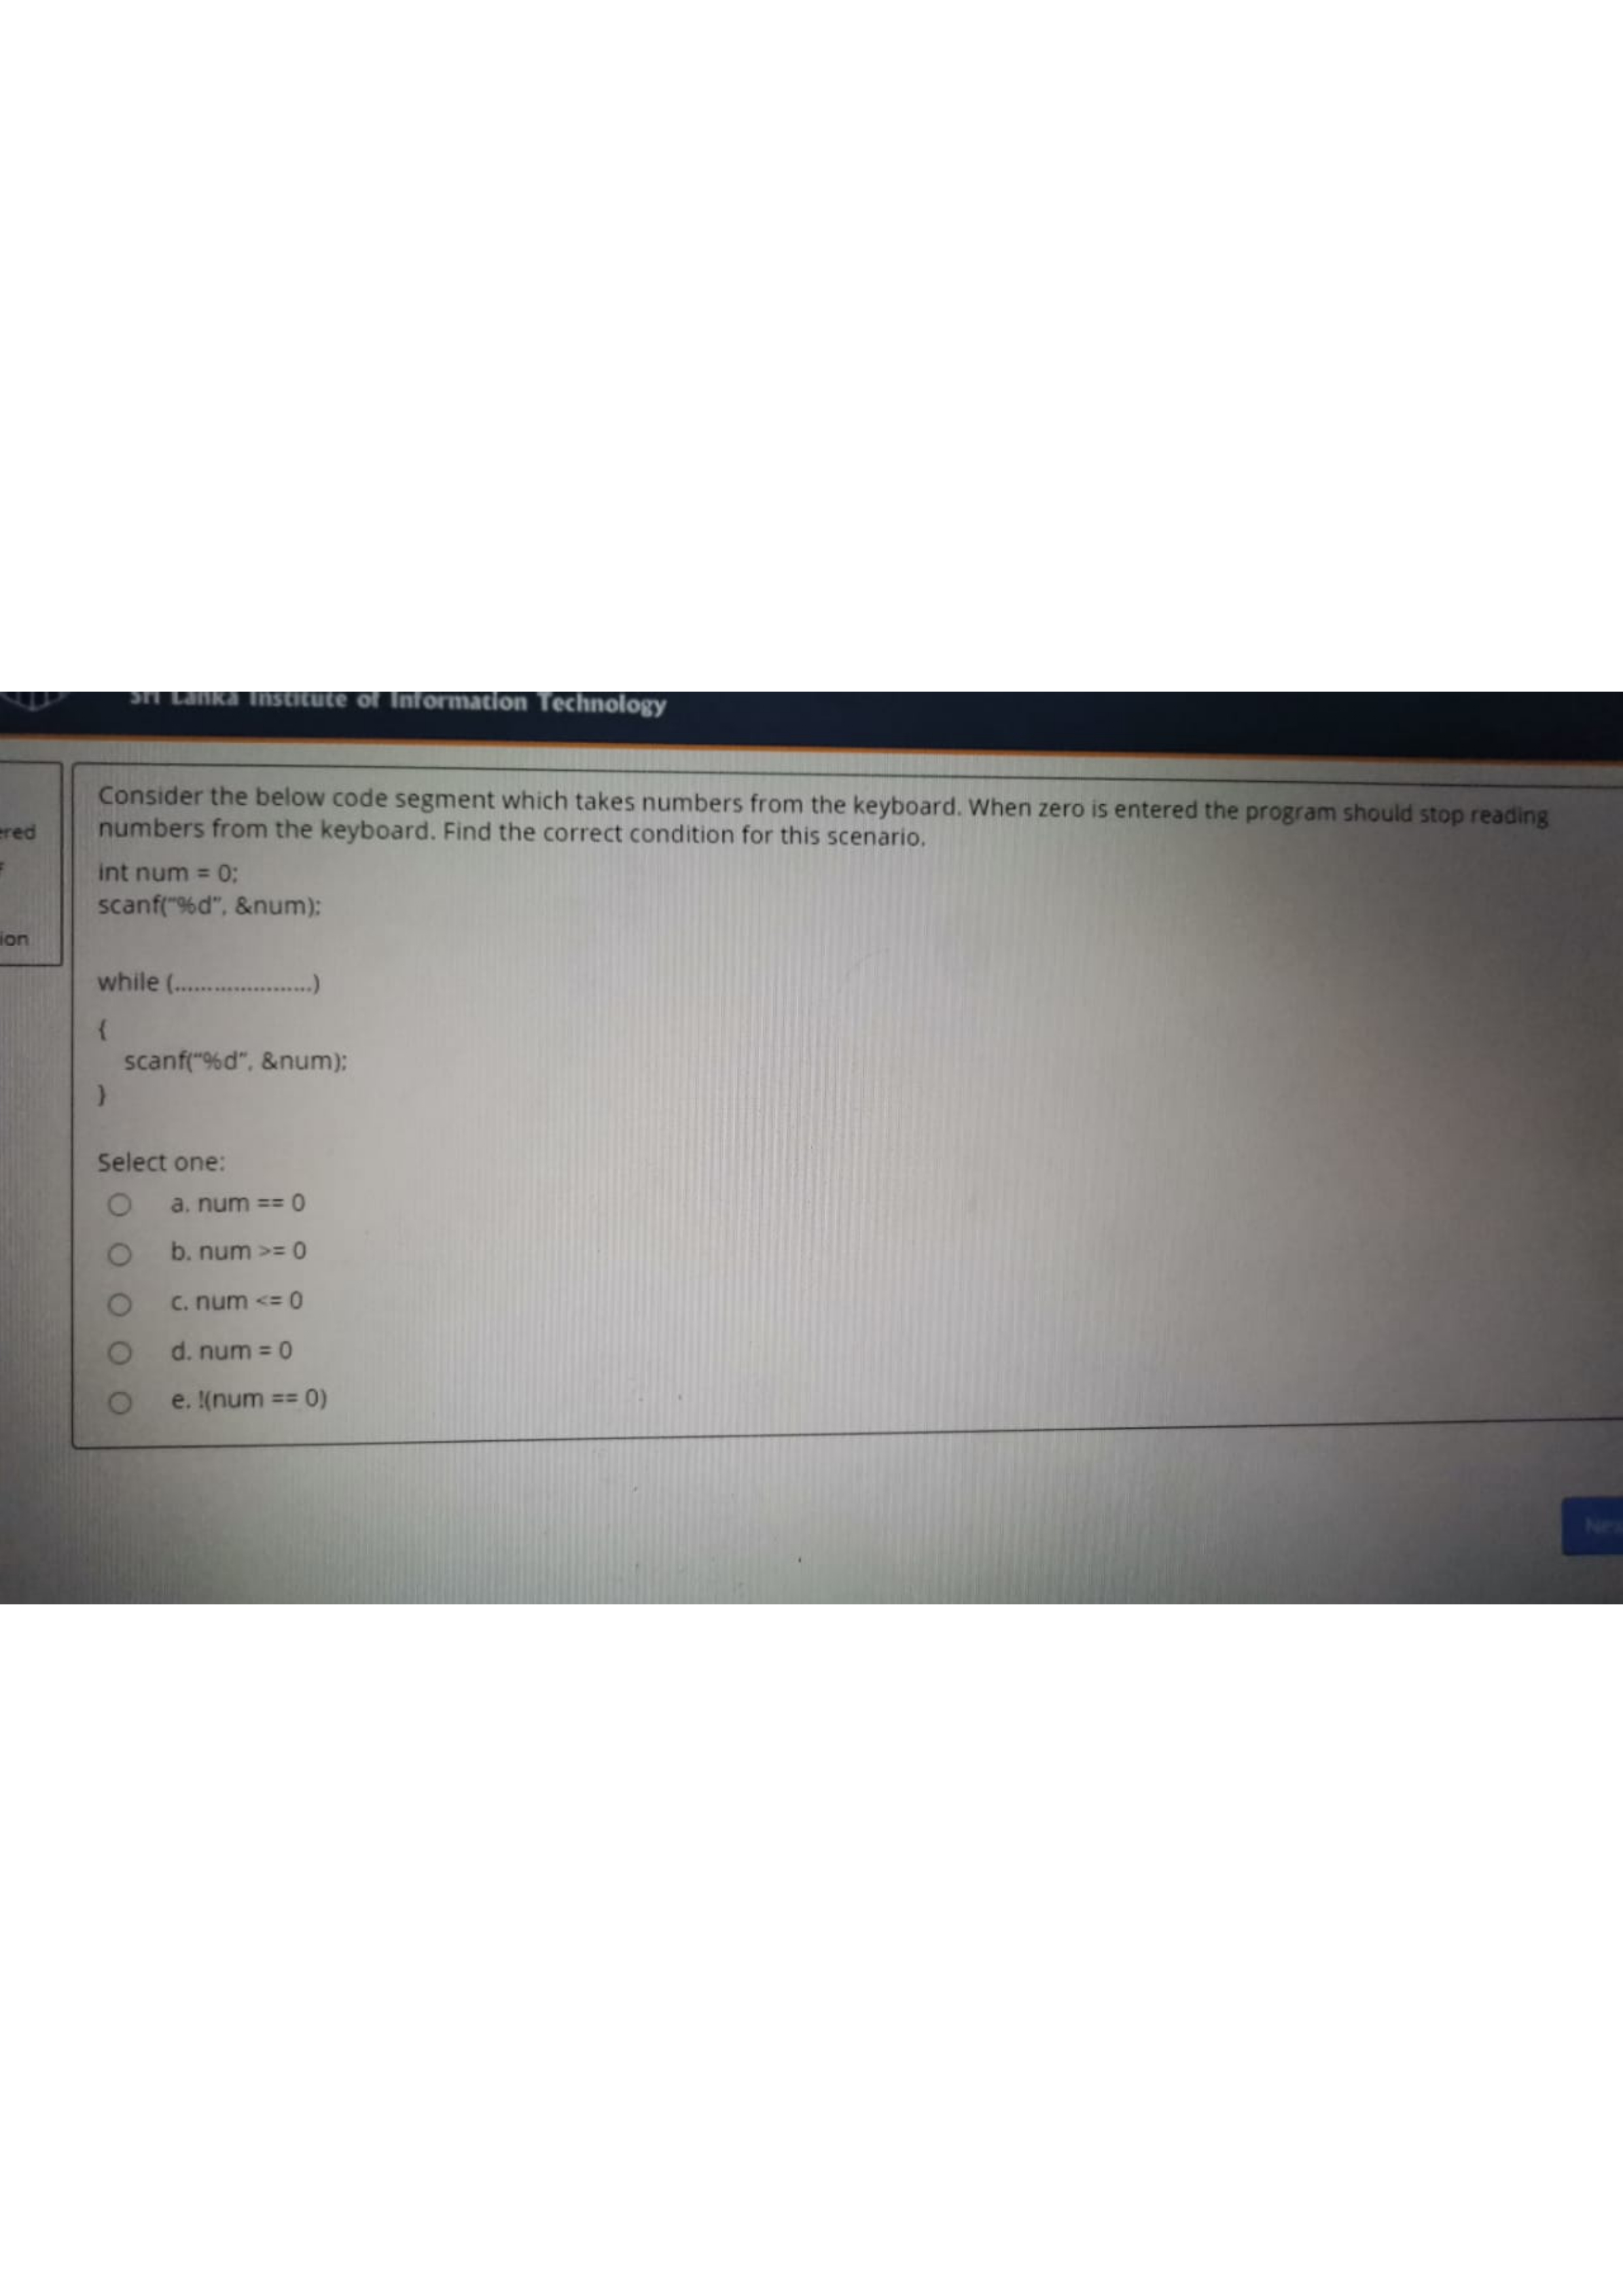 Sri Lanka Institute of Information Technology
ered
ion
Consider the below code segment which takes numbers from the keyboard. When zero is entered the program should stop reading
numbers from the keyboard. Find the correct condition for this scenario.
int num = 0;
scanf("%d", &num);
while (.....................)
{
scanf("%d", &num);
}
Select one:
a. num == 0
b. num >= 0
c. num <= 0
d. num = 0
e. !(num == 0)